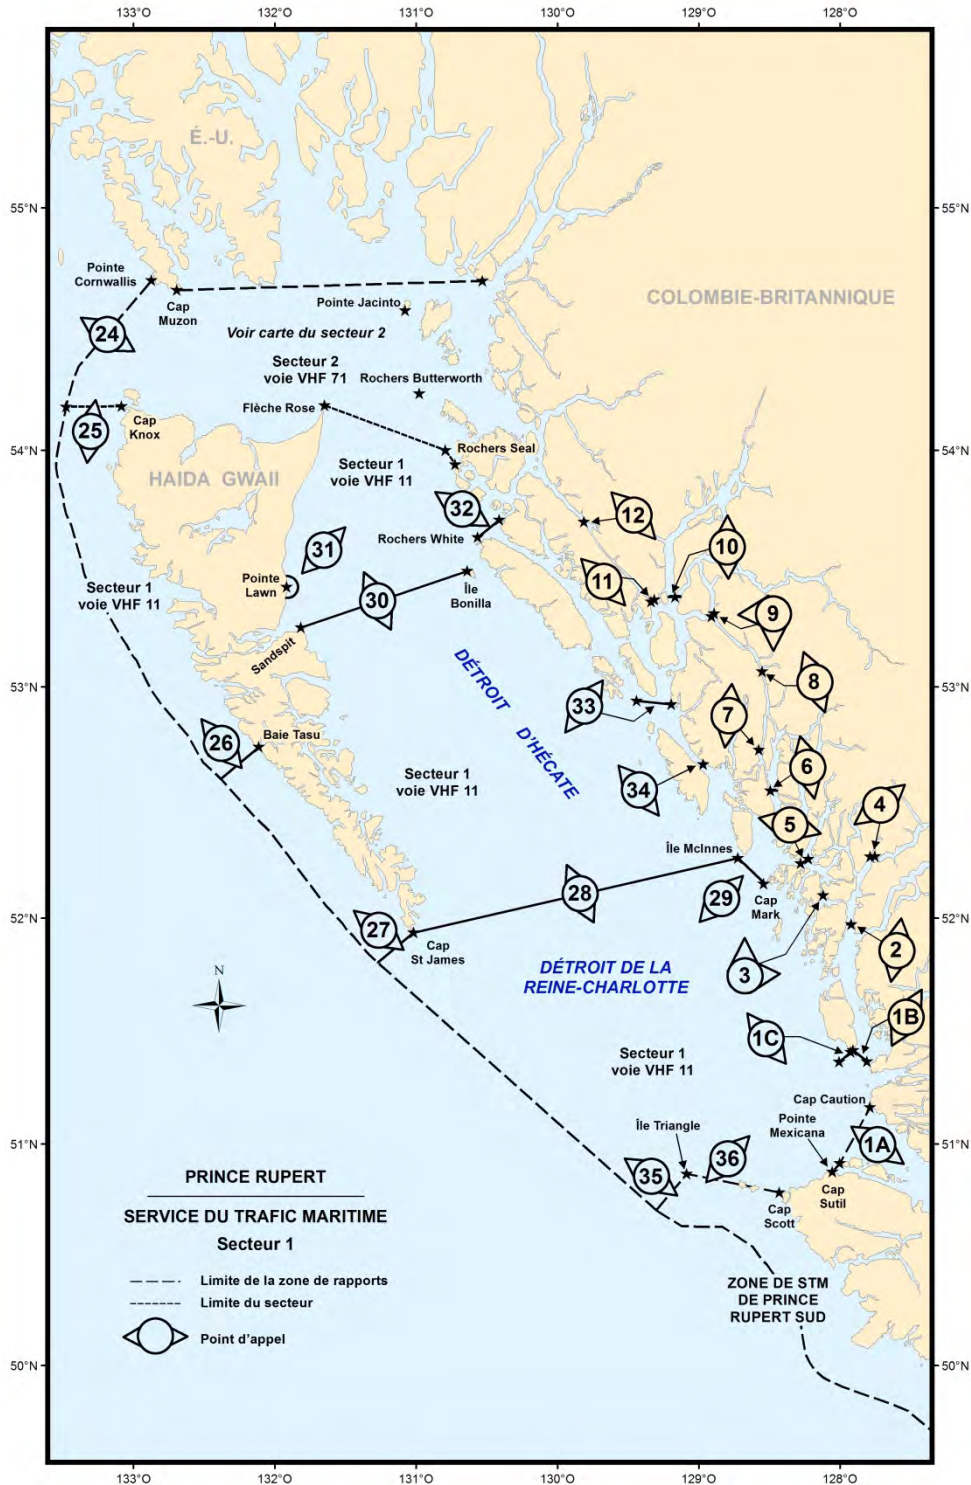 133°O 132°O 131°O 130°O 129°O 128°O
É.-U.
55°N 55°N
Pointe
Cornwallis
Cap
Muzon
Pointe Jacinto
COLOMBIE-BRITANNIQUE
24
Voir carte du secteur 2
Secteur 2
voie VHF 71
Rochers Butterworth
Flèche Rose
Cap
Knox
25
54°N 54°N
Rochers Seal
Secteur 1
voie VHF 11
HAIDA GWAII
32
12
Rochers White
31
10
11
Pointe
Lawn
Secteur 1
voie VHF 11
30
Île
Bonilla
9
Sandspit
53°N 53°N
8
DÉTROIT
D'HÉCATE
33
7
26
Baie Tasu
6
Secteur 1
voie VHF 11
34
4
5
Île McInnes
28
29
Cap
Mark
52°N 52°N
27
Cap
St James
2
3
DÉTROIT DE LA
REINE-CHARLOTTE
N
1B
1C
Secteur 1
voie VHF 11
Cap Caution
Pointe
Mexicana
Île Triangle
51°N 51°N
1A
36
35
Cap
Sutil
Cap
Scott
PRINCE RUPERT
SERVICE DU TRAFIC MARITIME
Secteur 1
Limite de la zone de rapports
Limite du secteur
Point d'appel
ZONE DE STM
DE PRINCE
RUPERT SUD
50°N 50°N
133°O 132°O 131°O 130°O 129°O 128°O